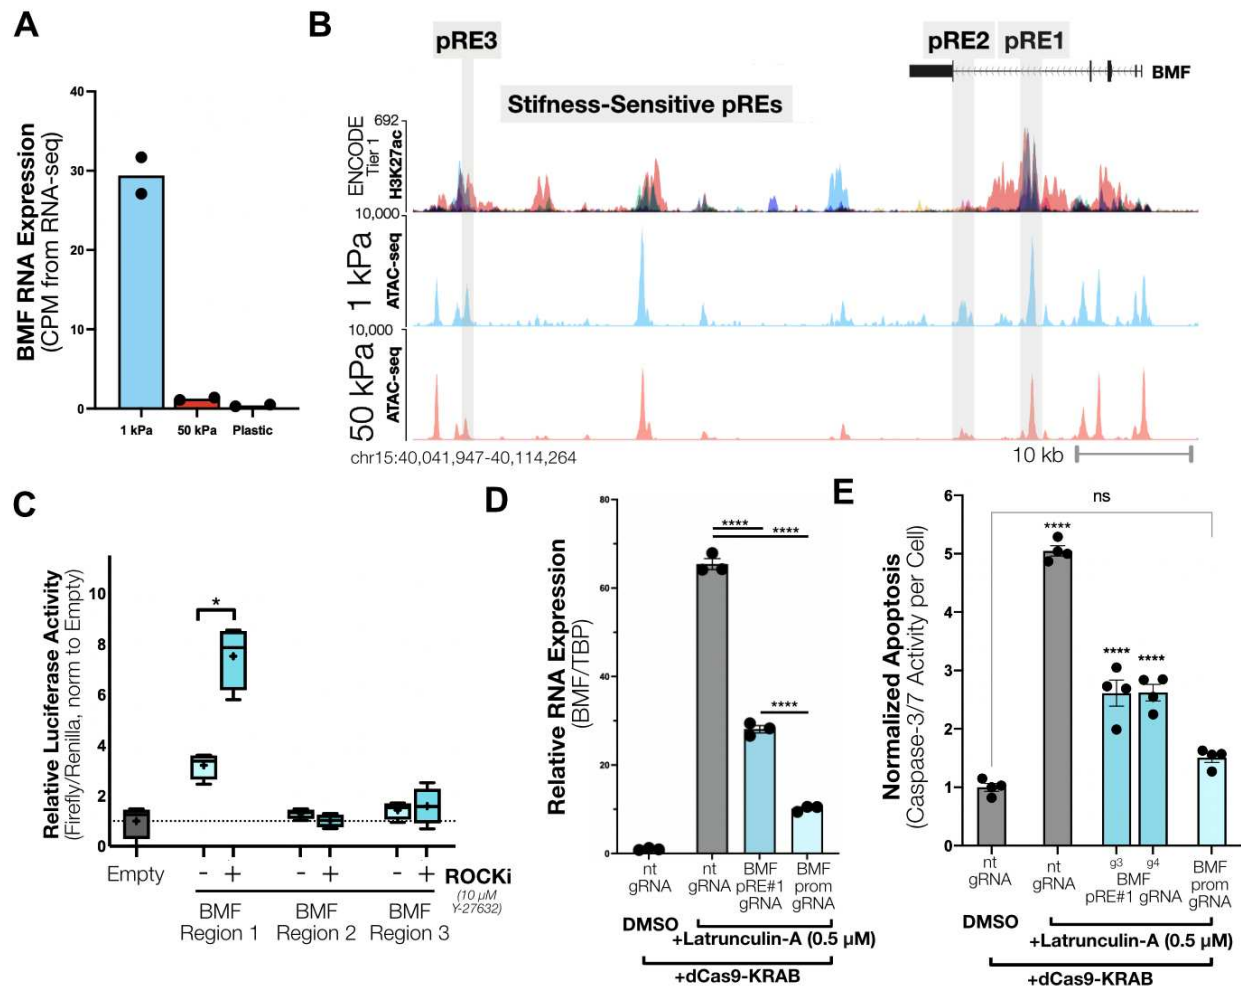 A
BMF RNA Expression
(CPM from RNA-seq)
40
30
20
10
0
1 kPa 50 kPa Plastic
B
pRE3 pRE2 pRE1
BMF
Stifness-Sensitive pREs
692
ENCODE
Tier 1
H3K27ac
10,000
1 kPa
ATAC-seq
10,000
50 kPa
ATAC-seq
chr15:40,041,947-40,114,264
10 kb
C
Relative Luciferase Activity
(Firefly/Renilla, norm to Empty)
10
8
6
4
2
0
*
Empty - + - + - + ROCKi
(10 µM
Y-27632)
BMF BMF BMF
Region 1 Region 2 Region 3
D
Relative RNA Expression
(BMF/TBP)
80
60
40
20
0
****
****
****
nt nt BMF BMF
gRNA gRNA pRE#1 prom
gRNA gRNA
DMSO
+Latrunculin-A (0.5 µM)
+dCas9-KRAB
E
Normalized Apoptosis
(Caspase-3/7 Activity per Cell)
6
5
4
3
2
1
0
ns
****
**** ****
nt nt g3 g4 BMF
gRNA gRNA BMF prom
pRE#1 gRNA gRNA
DMSO
+Latrunculin-A (0.5 µM)
+dCas9-KRAB